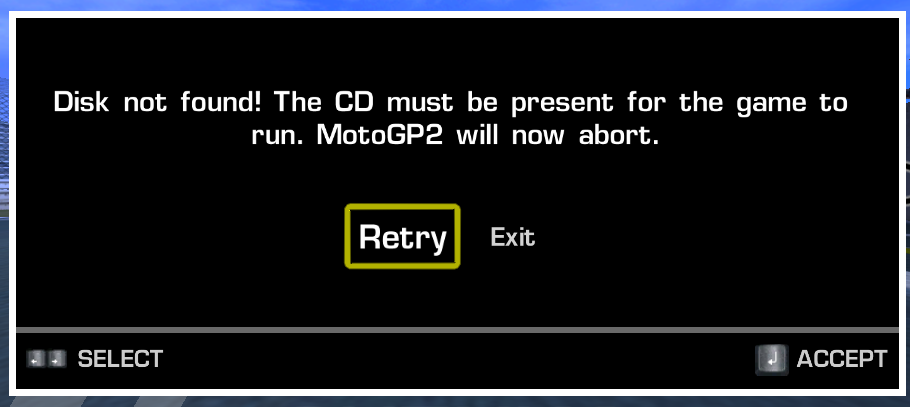 Disk not found! The CD must be present for the game to
run. MotoGP2 will now abort.
Retry Exit
SELECT ACCEPT